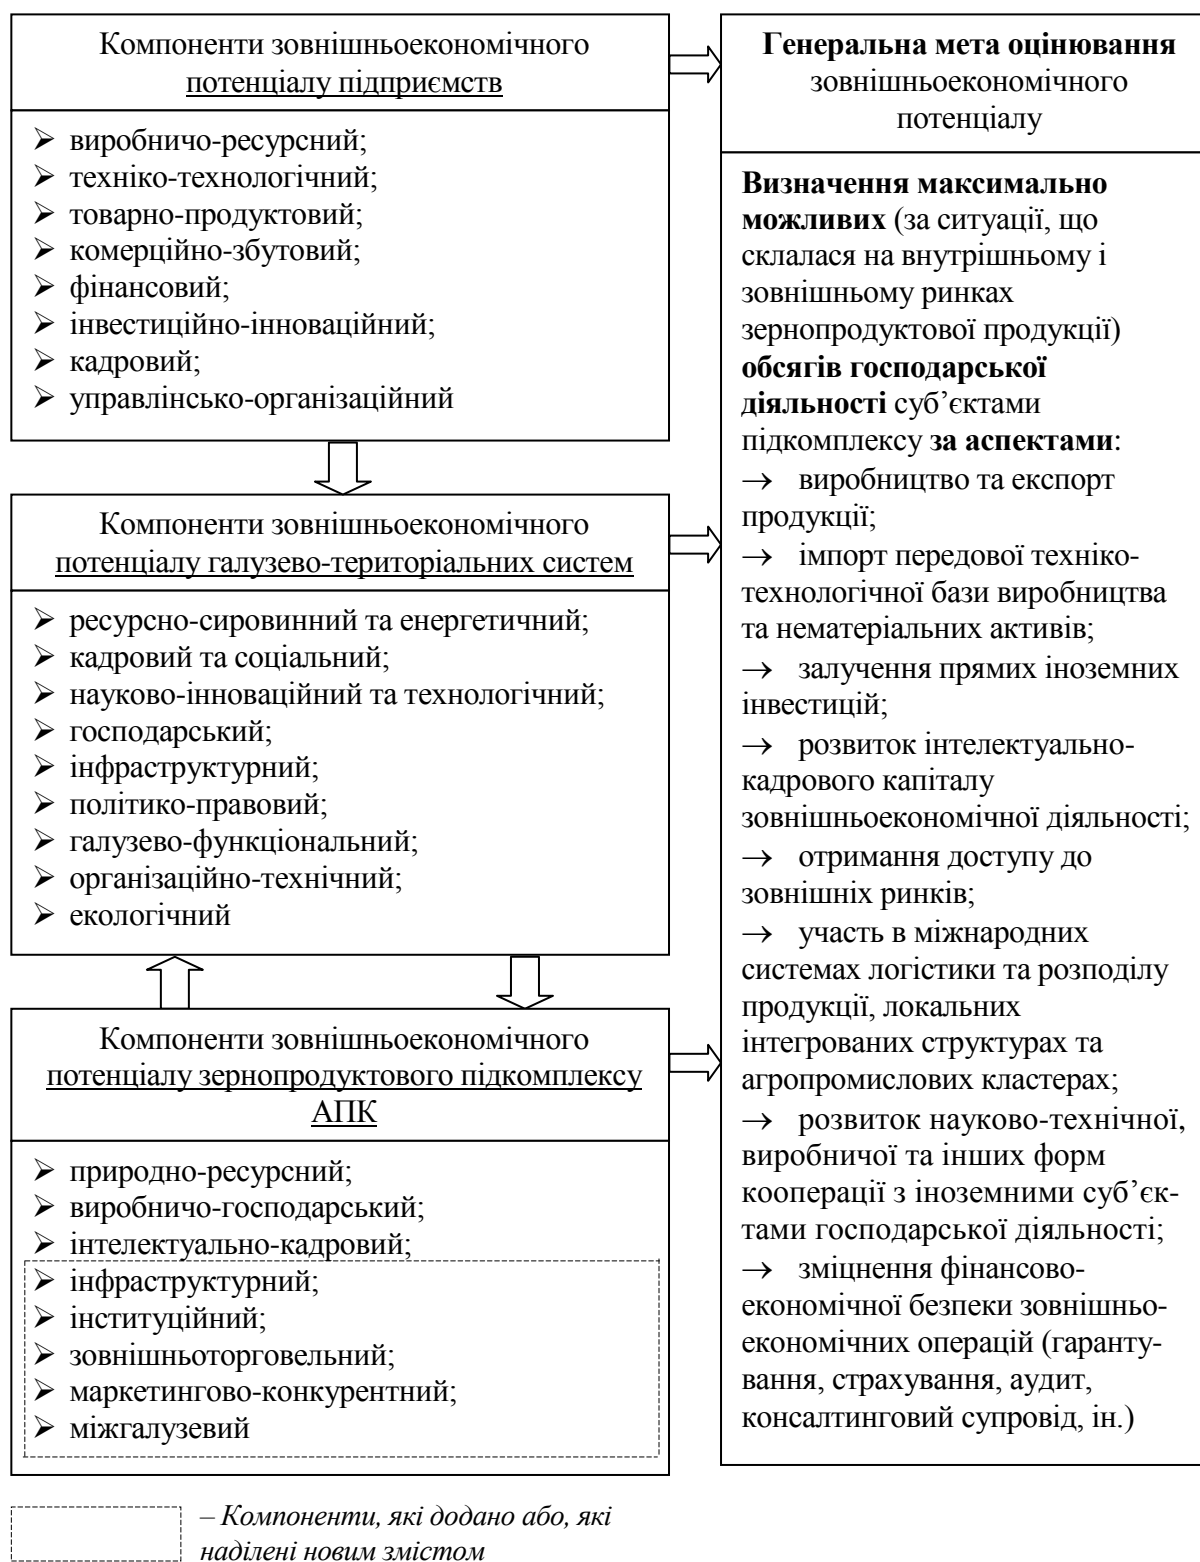 Компоненти зовнішньоекономічного
потенціалу підприємств
➢ виробничо-ресурсний;
➢ техніко-технологічний;
➢ товарно-продуктовий;
➢ комерційно-збутовий;
➢ фінансовий;
➢ інвестиційно-інноваційний;
➢ кадровий;
➢ управлінсько-організаційний
Компоненти зовнішньоекономічного
потенціалу галузево-територіальних систем
➢ ресурсно-сировинний та енергетичний;
➢ кадровий та соціальний;
➢ науково-інноваційний та технологічний;
➢ господарський;
➢ інфраструктурний;
➢ політико-правовий;
➢ галузево-функціональний;
➢ організаційно-технічний;
➢ екологічний
Компоненти зовнішньоекономічного
потенціалу зернопродуктового підкомплексу
АПК
➢ природно-ресурсний;
➢ виробничо-господарський;
➢ інтелектуально-кадровий;
➢ інфраструктурний;
➢ інституційний;
➢ зовнішньоторговельний;
➢ маркетингово-конкурентний;
➢ міжгалузевий
Генеральна мета оцінювання
зовнішньоекономічного
потенціалу
Визначення максимально
можливих (за ситуації, що
склалася на внутрішньому і
зовнішньому ринках
зернопродуктової продукції)
обсягів господарської
діяльності суб’єктами
підкомплексу за аспектами:
→ виробництво та експорт
продукції;
→ імпорт передової техніко-
технологічної бази виробництва
та нематеріальних активів;
→ залучення прямих іноземних
інвестицій;
→ розвиток інтелектуально-
кадрового капіталу
зовнішньоекономічної діяльності;
→ отримання доступу до
зовнішніх ринків;
→ участь в міжнародних
системах логістики та розподілу
продукції, локальних
інтегрованих структурах та
агропромислових кластерах;
→ розвиток науково-технічної,
виробничої та інших форм
кооперації з іноземними суб’єк-
тами господарської діяльності;
→ зміцнення фінансово-
економічної безпеки зовнішньо-
економічних операцій (гаранту-
вання, страхування, аудит,
консалтинговий супровід, ін.)
– Компоненти, які додано або, які
наділені новим змістом